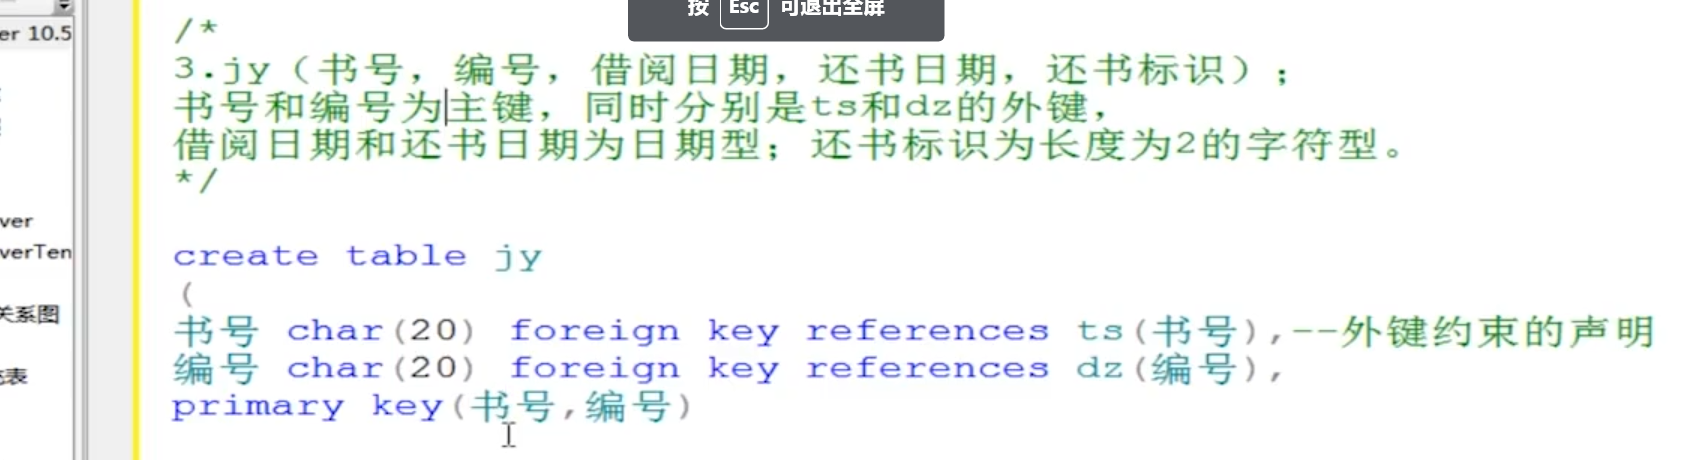 按 Esc 可退出全屏
er 10.5
/*
3.jy（书号，编号，借阅日期，还书日期，还书标识）；
书号和编号为主键，同时分别是ts和dz的外键，
借阅日期和还书日期为日期型；还书标识为长度为2的字符型。
*/
ver
verTen
create table jy
(
关系图
书号 char(20) foreign key references ts(书号),--外键约束的声明
编号 char(20) foreign key references dz(编号),
表
primary key(书号,编号)